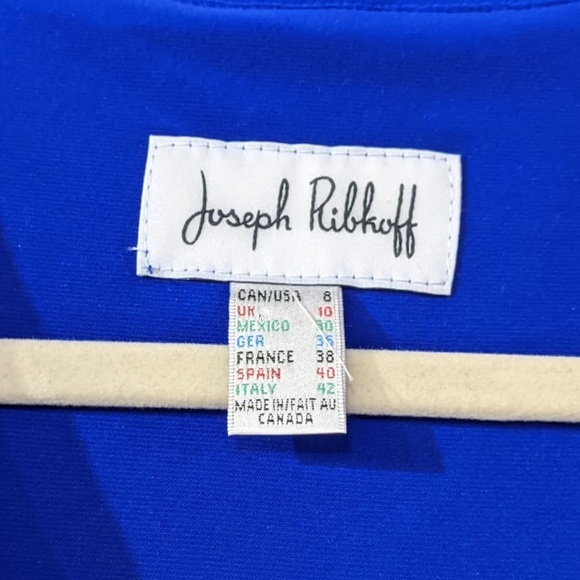 Joseph Ribkoff
CAN/USA 8
UK 10
MEXICO 30
GER 36
FRANCE 38
SPAIN 40
ITALY 42
MADE IN/FAIT AU
CANADA